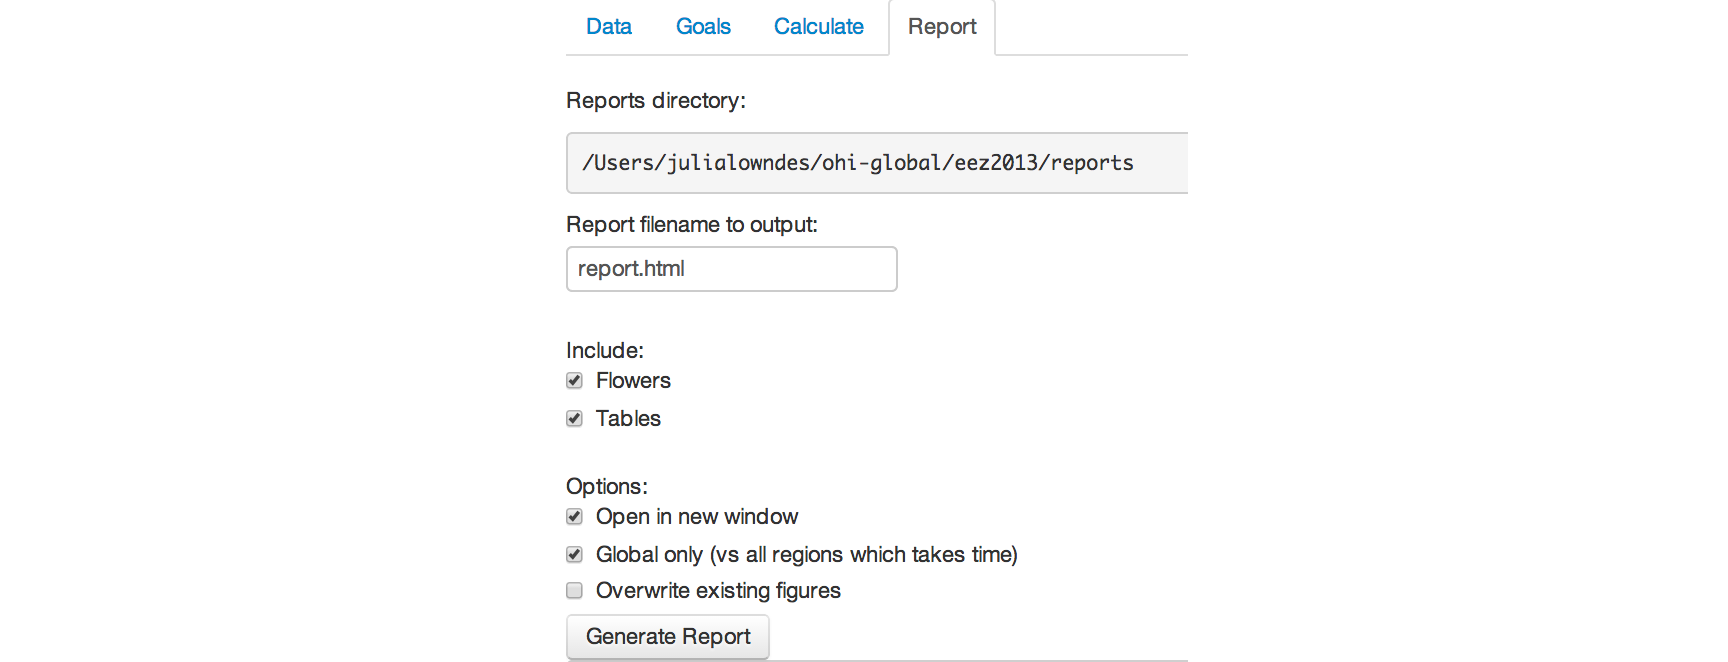 Data Goals Calculate Report
Reports directory:
/Users/julialowndes/ohi-global/eez2013/reports
Report filename to output:
report.html
Include:
Flowers
Tables
Options:
Open in new window
Global only (vs all regions which takes time)
Overwrite existing figures
Generate Report